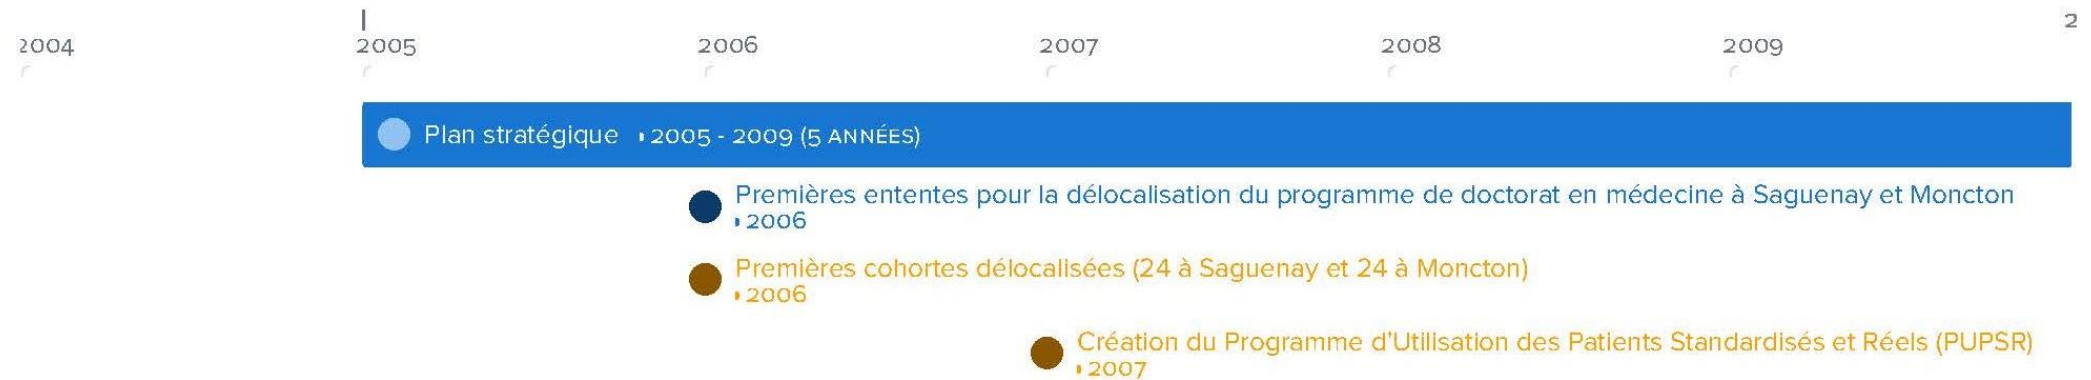 2
2004 2005 2006 2007 2008 2009
Plan stratégique 2005 - 2009 (5 ANNÉES)
Premières ententes pour la délocalisation du programme de doctorat en médecine à Saguenay et Moncton
2006
Premières cohortes délocalisées (24 à Saguenay et 24 à Moncton)
2006
Création du Programme d'Utilisation des Patients Standardisés et Réels (PUPSR)
2007